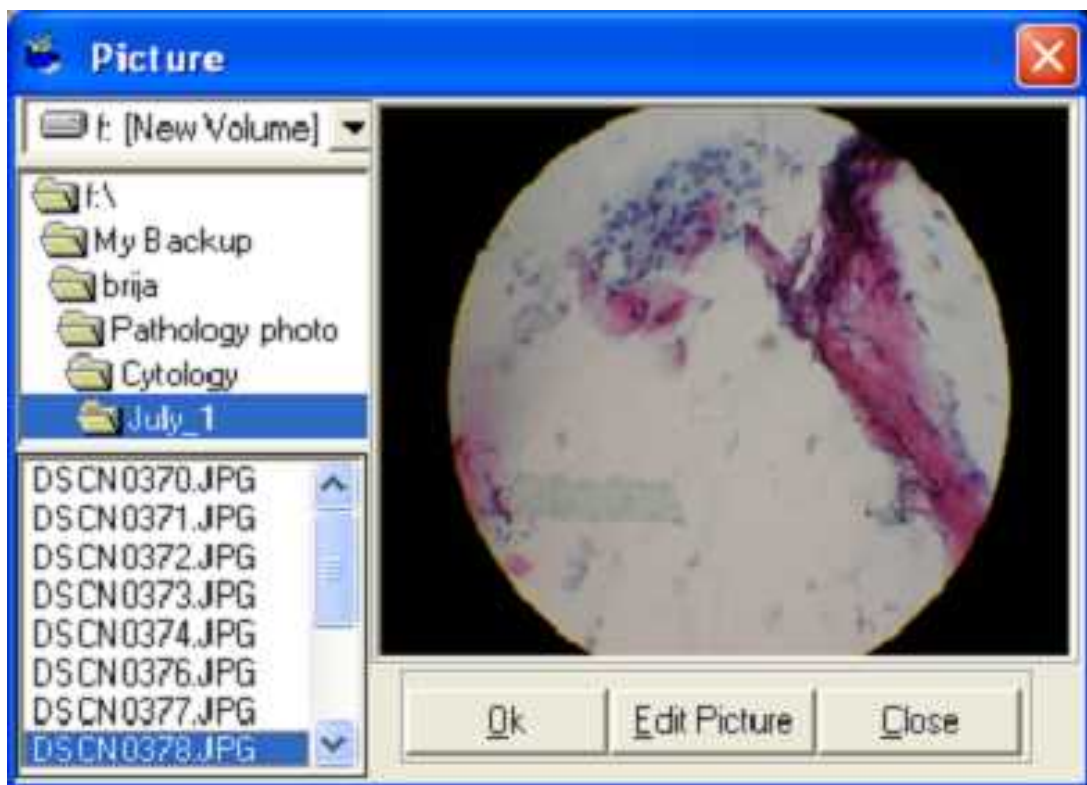 Picture
f: [New Volume]
f:\
My Backup
brija
Pathology photo
Cytology
July_1
DSCN0370.JPG
DSCN0371.JPG
DSCN0372.JPG
DSCN0373.JPG
DSCN0374.JPG
DSCN0376.JPG
DSCN0377.JPG
DSCN0378.JPG
Ok
Edit Picture
Close